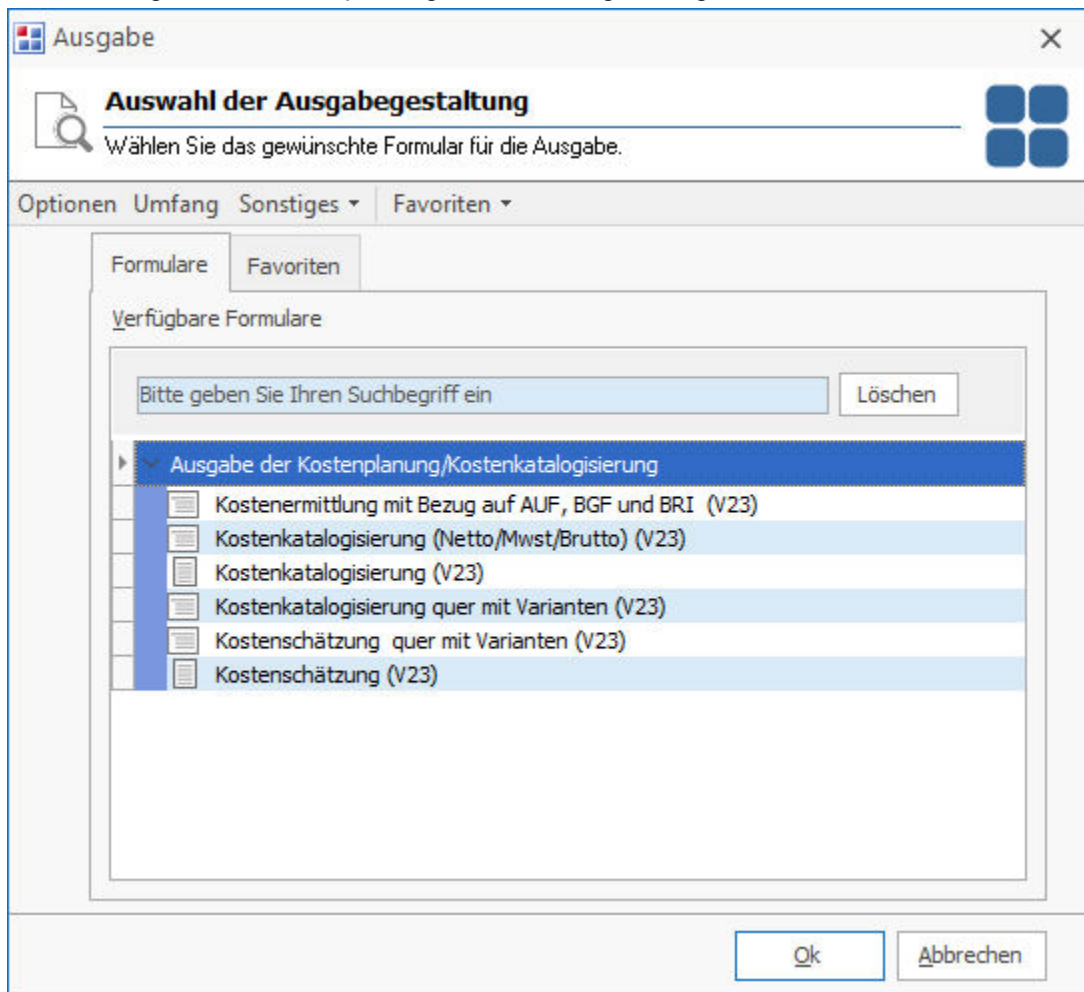 Ausgabe
Auswahl der Ausgabegestaltung
Wählen Sie das gewünschte Formular für die Ausgabe.
Optionen Umfang Sonstiges Favoriten
Formulare Favoriten
Verfügbare Formulare
Bitte geben Sie Ihren Suchbegriff ein Löschen
Ausgabe der Kostenplanung/Kostenkatalogisierung
Kostenermittlung mit Bezug auf AUF, BGF und BRI (V23)
Kostenkatalogisierung (Netto/Mwst/Brutto) (V23)
Kostenkatalogisierung (V23)
Kostenkatalogisierung quer mit Varianten (V23)
Kostenschätzung quer mit Varianten (V23)
Kostenschätzung (V23)
Ok Abbrechen